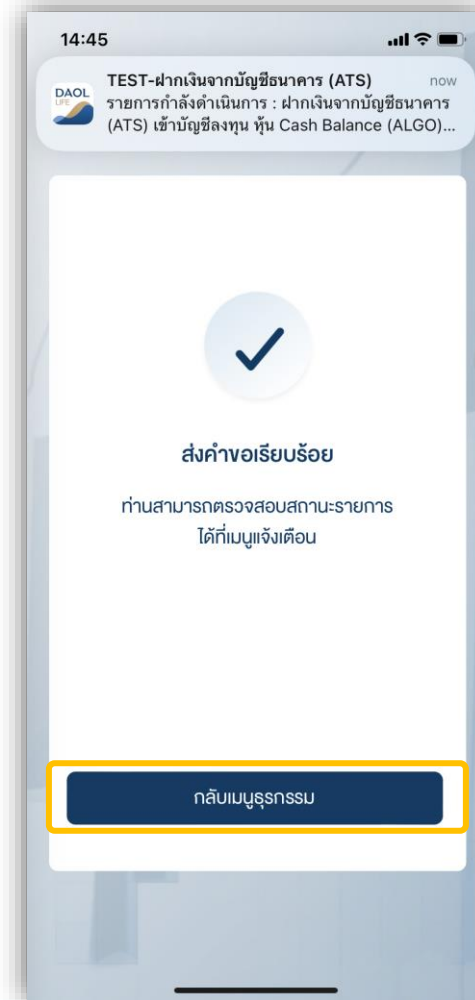 14:45
DAOL
LIFE
TEST-ฝากเงินจากบัญชีธนาคาร (ATS)
now
รายการกำลังดำเนินการ : ฝากเงินจากบัญชีธนาคาร
(ATS) เข้าบัญชีลงทุน หุ้น Cash Balance (ALGO)...
ส่งคำขอเรียบร้อย
ท่านสามารถตรวจสอบสถานะรายการ
ได้ที่เมนูแจ้งเตือน
กลับเมนูธุรกรรม